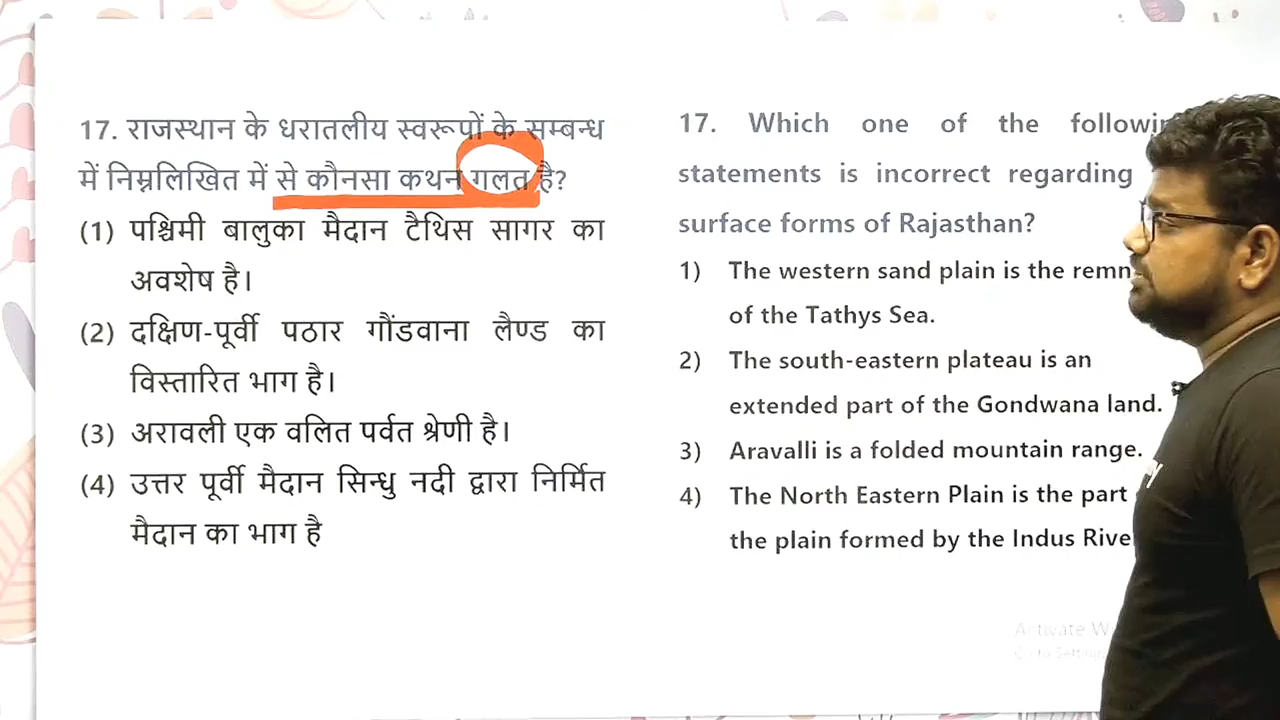 17. राजस्थान के धरातलीय स्वरूपों के सम्बन्ध
में निम्नलिखित में से कौनसा कथन गलत है?
(1) पश्चिमी बालुका मैदान टैथिस सागर का
अवशेष है।
(2) दक्षिण-पूर्वी पठार गौंडवाना लैण्ड का
विस्तारित भाग है।
(3) अरावली एक वलित पर्वत श्रेणी है।
(4) उत्तर पूर्वी मैदान सिन्धु नदी द्वारा निर्मित
मैदान का भाग है
17. Which one of the
statements is incorrect regarding
surface forms of Rajasthan?
1) The western sand plain is the
of the Tathys Sea.
2) The south-eastern plateau is an
extended part of the Gondwana land.
3) Aravalli is a folded mountain range.
4) The North Eastern Plain is the part
the plain formed by the Indus
Activate